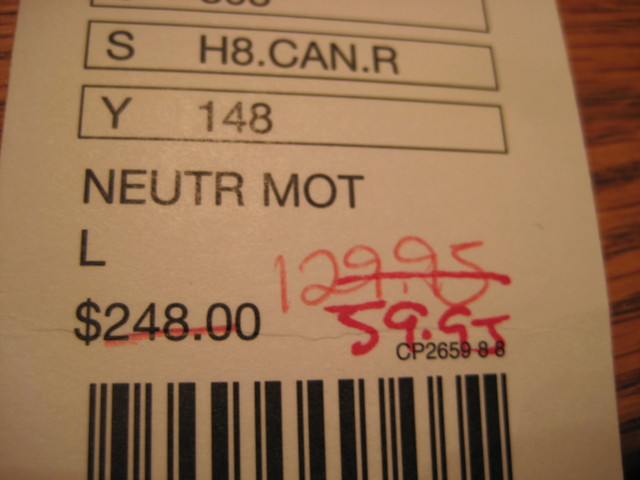 S H8.CAN.R
Y 148
NEUTR MOT
L
129.95
$248.00
59.95
CP2659 8 8